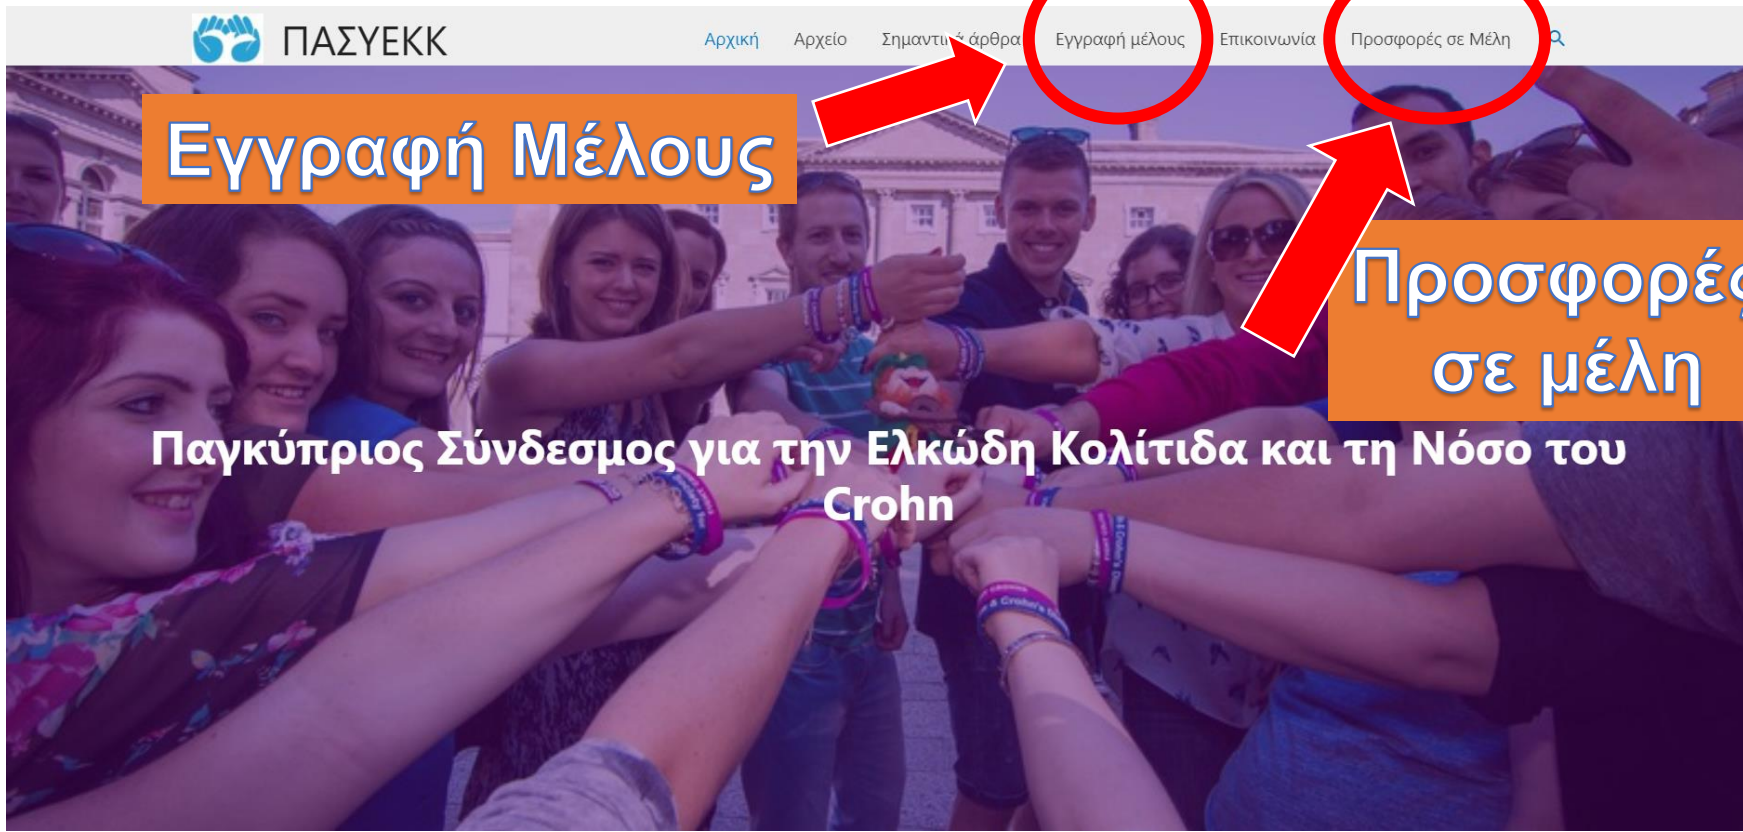 ΠΑΣΥΕΚΚ
Αρχική Αρχείο Σημαντικά άρθρα Εγγραφή μέλους Επικοινωνία Προσφορές σε Μέλη
Εγγραφή Μέλους
Προσφορές
σε μέλη
Παγκύπριος Σύνδεσμος για την Ελκώδη Κολίτιδα και τη Νόσο του
Crohn